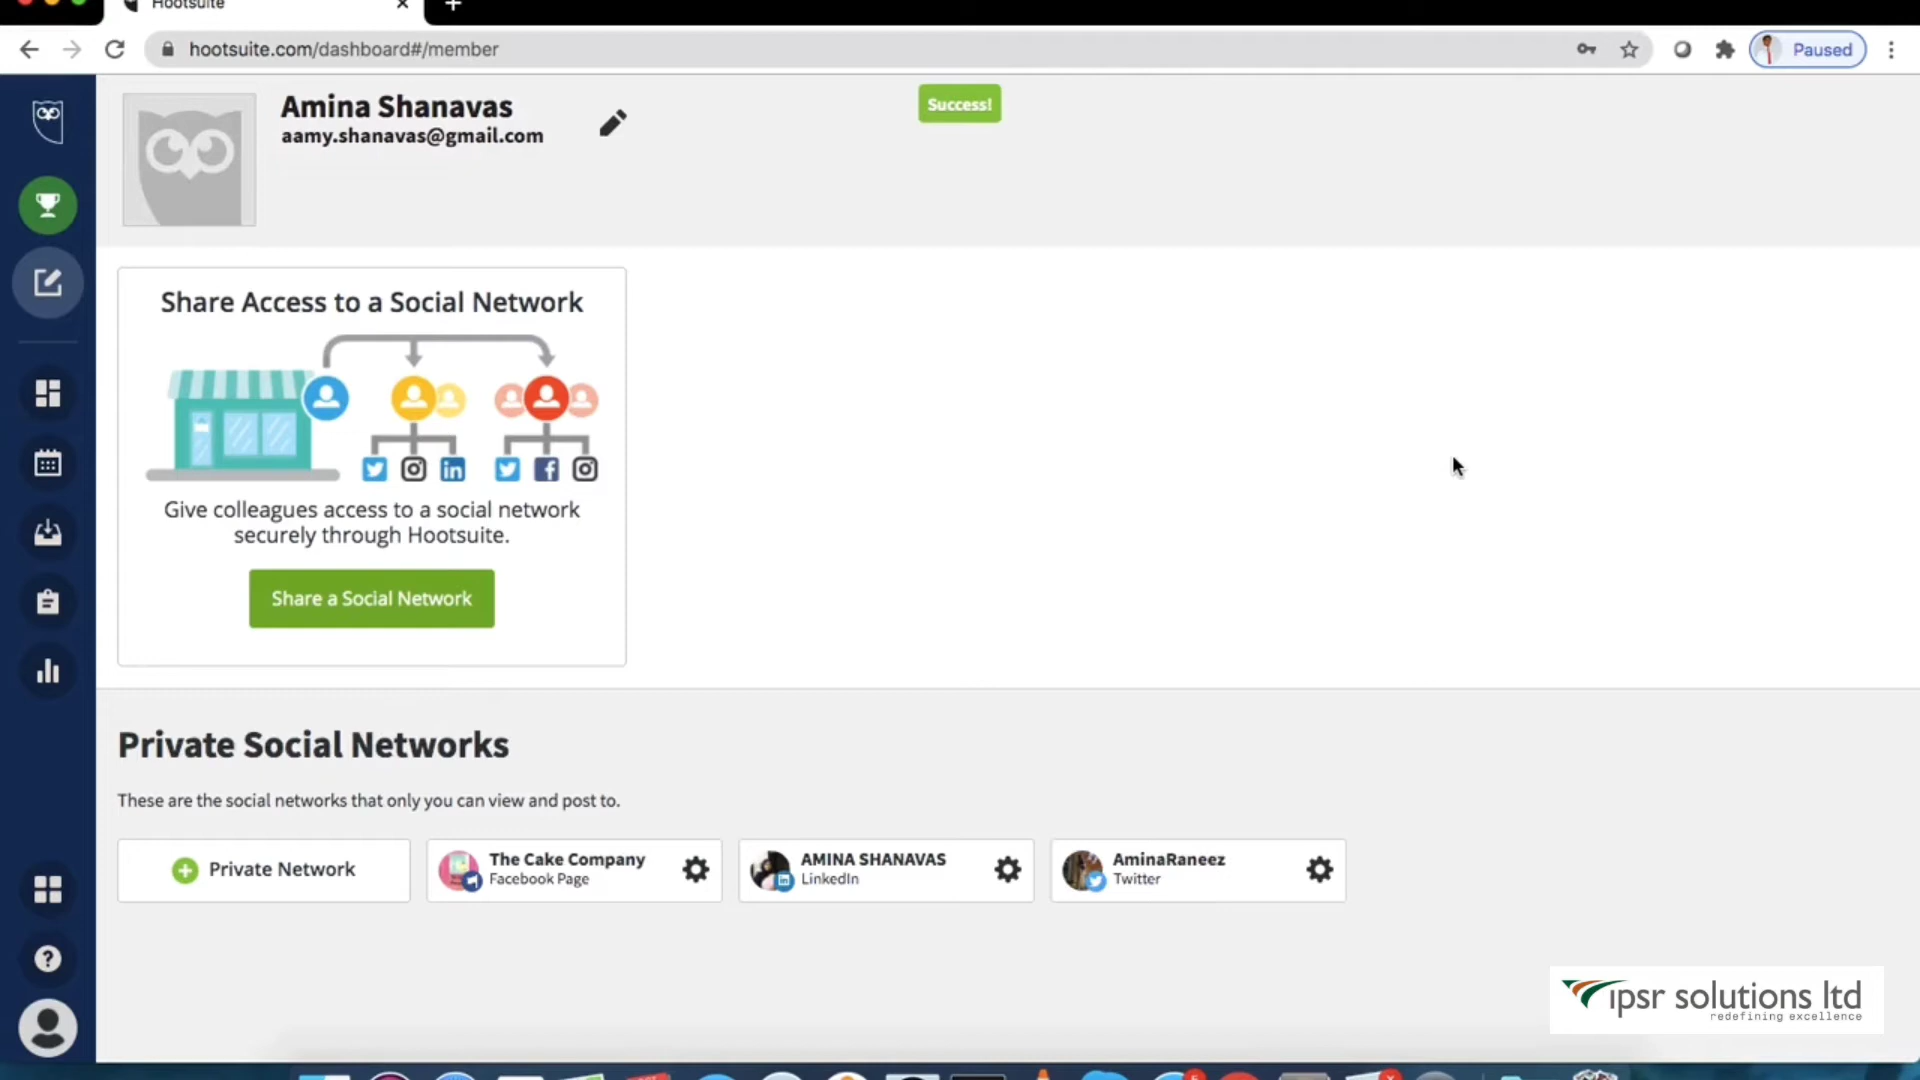 Hootsuite
hootsuite.com/dashboard#/member
Paused
Amina Shanavas
aamy.shanavas@gmail.com
Success!
Share Access to a Social Network
Give colleagues access to a social network
securely through Hootsuite.
Share a Social Network
Private Social Networks
These are the social networks that only you can view and post to.
Private Network
The Cake Company
Facebook Page
AMINA SHANAVAS
LinkedIn
AminaRaneez
Twitter
ipsr solutions ltd
redefining excellence